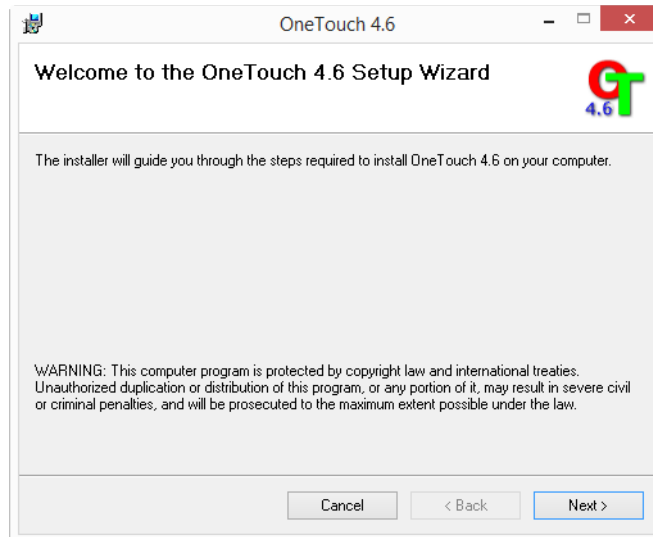 OneTouch 4.6
Welcome to the OneTouch 4.6 Setup Wizard
OT
4.6
The installer will guide you through the steps required to install OneTouch 4.6 on your computer.
WARNING: This computer program is protected by copyright law and international treaties.
Unauthorized duplication or distribution of this program, or any portion of it, may result in severe civil
or criminal penalties, and will be prosecuted to the maximum extent possible under the law.
Cancel < Back Next >